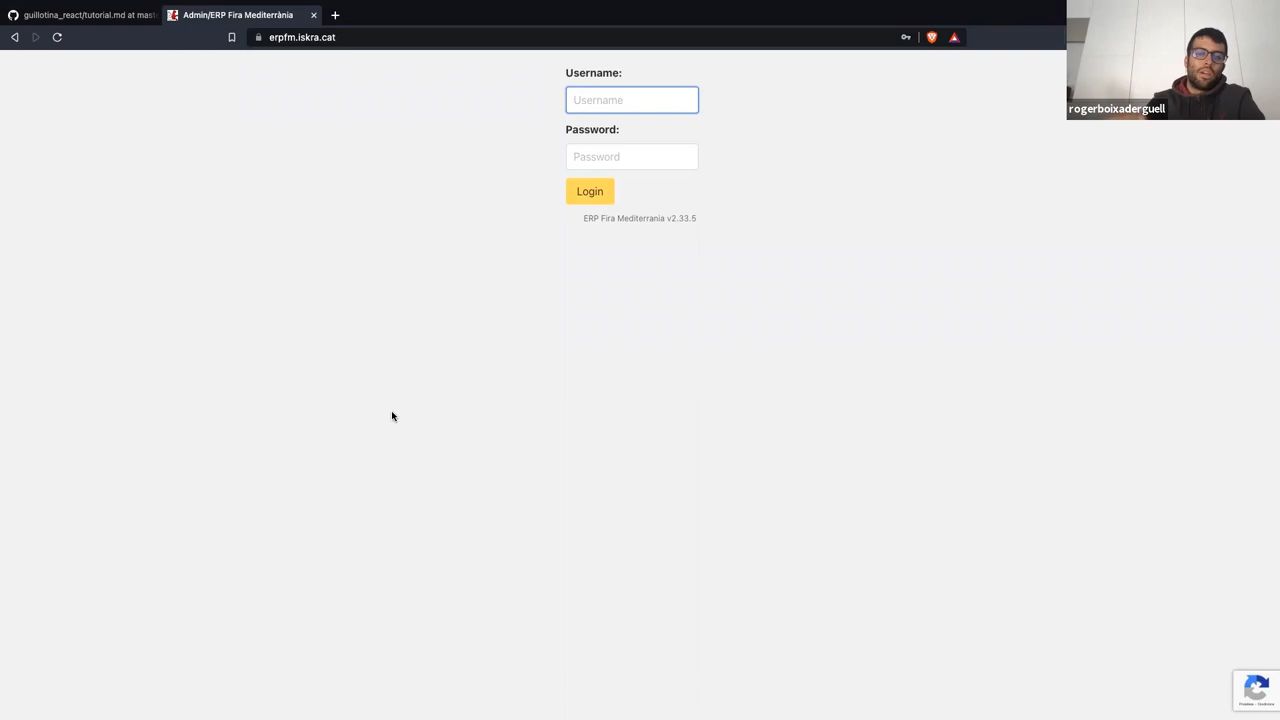 guillotina_react/tutorial.md at mast
Admin/ERP Fira Mediterrània
erpfm.iskra.cat
rogerboixaderguell
Username:
Username
Password:
Password
Login
ERP Fira Mediterrania v2.33.5